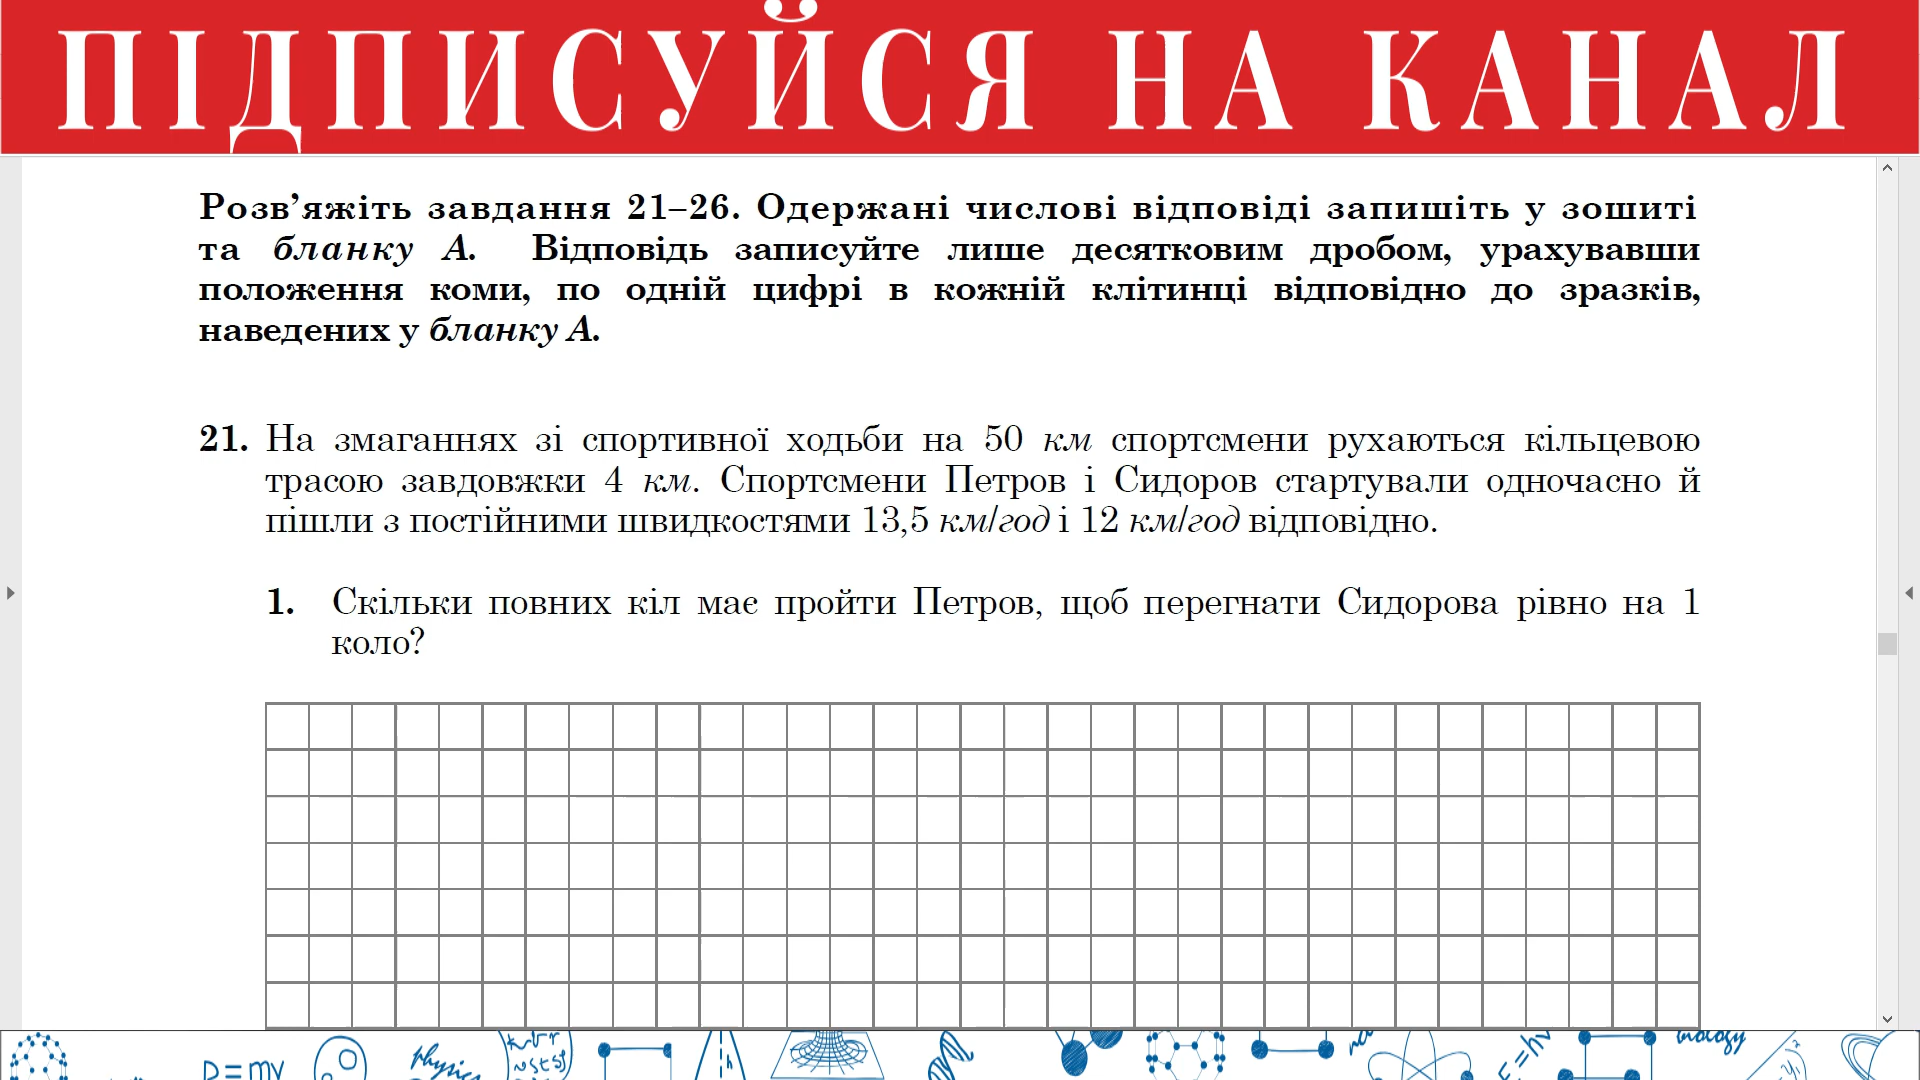 ПІДПИСУЙСЯ НА КАНАЛ
Розв’яжіть завдання 21–26. Одержані числові відповіді запишіть у зошиті
та бланку А. Відповідь записуйте лише десятковим дробом, урахувавши
положення коми, по одній цифрі в кожній клітинці відповідно до зразків,
наведених у бланку А.
21. На змаганнях зі спортивної ходьби на 50 км спортсмени рухаються кільцевою
трасою завдовжки 4 км. Спортсмени Петров і Сидоров стартували одночасно й
пішли з постійними швидкостями 13,5 км/год і 12 км/год відповідно.
1. Скільки повних кіл має пройти Петров, щоб перегнати Сидорова рівно на 1
коло?
physics
biology